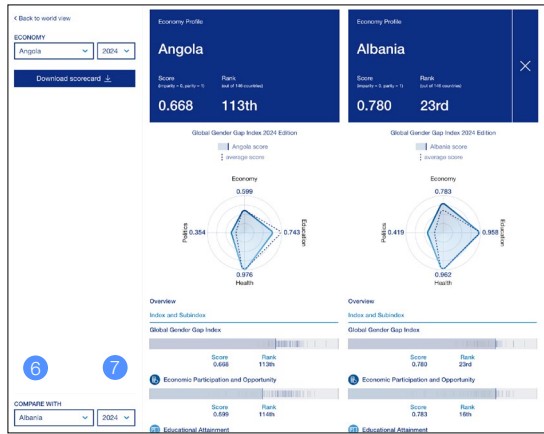 < Back to world view
ECONOMY
Angola 2024
Download scorecard
6
7
COMPARE WITH
Albania 2024
Economy Profile
Angola
Score Rank
(imparity = 0, parity = 1) (out of 146 countries)
0.668 113th
Global Gender Gap Index 2024 Edition
Angola score
average score
Economy
0.599
Politics 0.354
0.743 Education
0.976
Health
Overview
Index and Subindex
Global Gender Gap Index
Score Rank
0.668 113th
Economic Participation and Opportunity
Score Rank
0.599 114th
Educational Attainment
Economy Profile
Albania
Score Rank
(imparity = 0, parity = 1) (out of 146 countries)
0.780 23rd
Global Gender Gap Index 2024 Edition
Albania score
average score
Economy
0.783
Politics 0.419
0.958 Education
0.962
Health
Overview
Index and Subindex
Global Gender Gap Index
Score Rank
0.780 23rd
Economic Participation and Opportunity
Score Rank
0.783 16th
Educational Attainment